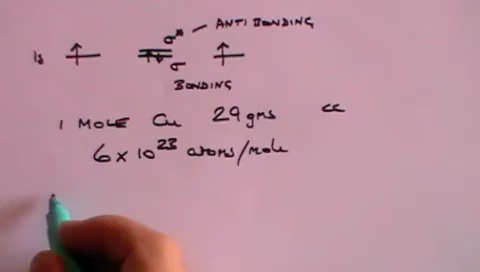 σ* — ANTI BONDING
1s
σ
BONDING
1 MOLE Cu 29 gms cc
6 x 10²³ atoms/mole